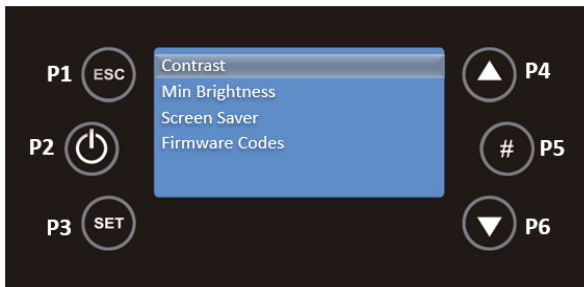 P1 ESC
Contrast
Min Brightness
Screen Saver
Firmware Codes
P4
P2
# P5
P3 SET
P6